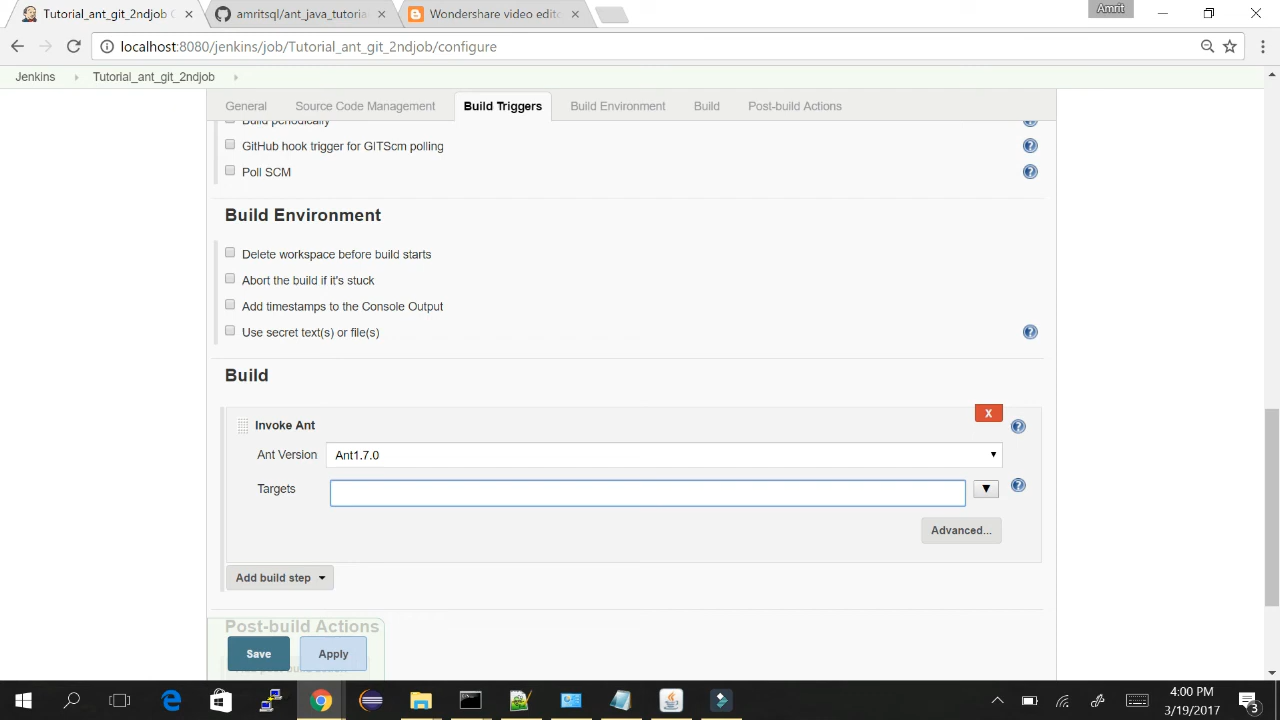 Tutorial_ant_git_2ndjob
amritsql/ant_java_tutoria
Wondershare video edito
Amrit
localhost:8080/jenkins/job/Tutorial_ant_git_2ndjob/configure
Jenkins
Tutorial_ant_git_2ndjob
General
Source Code Management
Build Triggers
Build Environment
Build
Post-build Actions
Build periodically
GitHub hook trigger for GITScm polling
Poll SCM
Build Environment
Delete workspace before build starts
Abort the build if it's stuck
Add timestamps to the Console Output
Use secret text(s) or file(s)
Build
X
Invoke Ant
Ant Version
Ant1.7.0
Targets
Advanced...
Add build step
Post-build Actions
Save
Apply
4:00 PM
3/19/2017
3